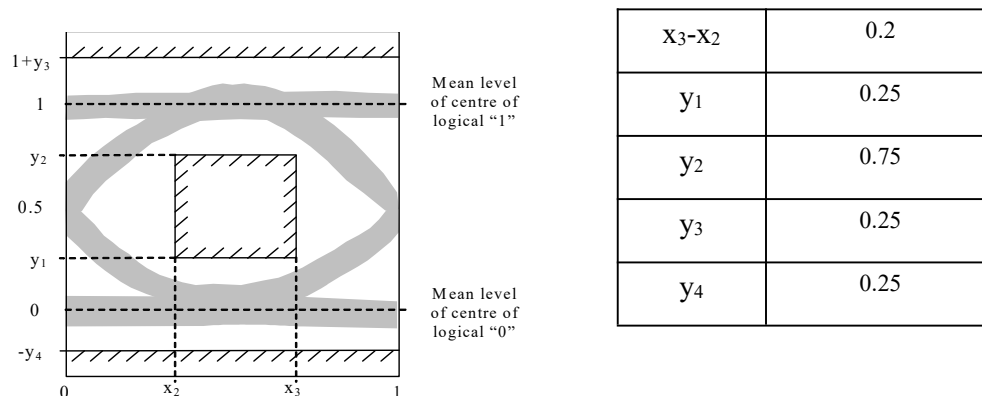 1+y₃
1
y₂
0.5
y₁
0
-y₄
0
x₂
x₃
1
Mean level
of centre of
logical “1”
Mean level
of centre of
logical “0”
x₃-x₂ 0.2
y₁ 0.25
y₂ 0.75
y₃ 0.25
y₄ 0.25